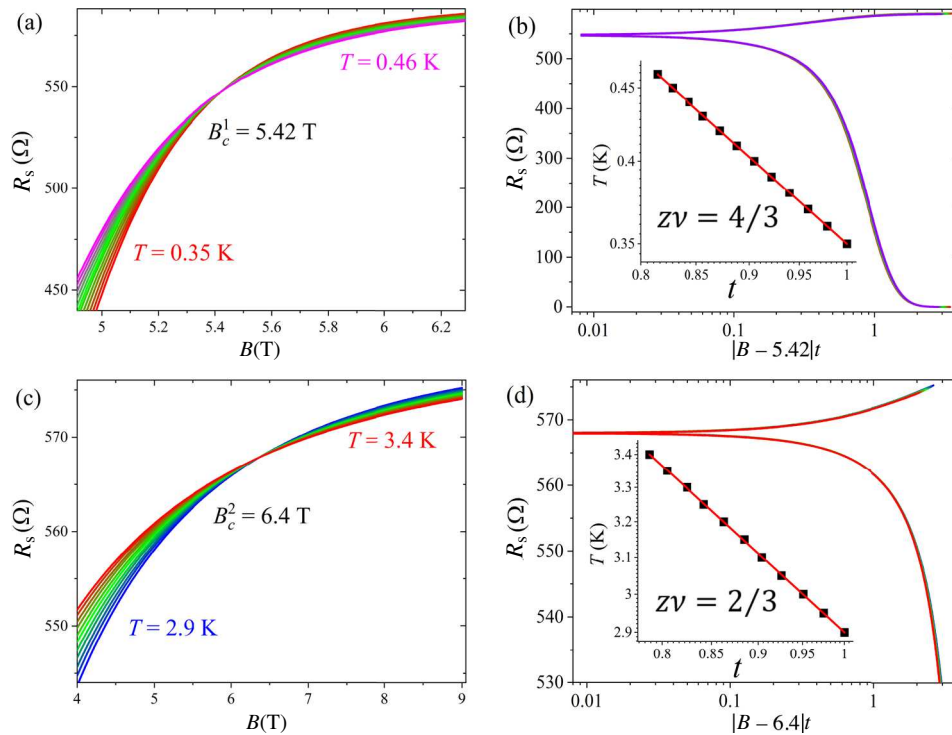 (a)
T = 0.46 K
B_c^1 = 5.42 T
T = 0.35 K
R_s (Ω)
550
500
450
5
5.2
5.4
5.6
5.8
6
6.2
B(T)
(b)
R_s (Ω)
500
400
300
200
100
0
0.01
0.1
1
|B – 5.42|t
T (K)
0.45
0.4
0.35
zν = 4/3
0.8
0.85
0.9
0.95
1
t
(c)
T = 3.4 K
B_c^2 = 6.4 T
T = 2.9 K
R_s (Ω)
570
560
550
4
5
6
7
8
9
B(T)
(d)
R_s (Ω)
570
560
550
540
530
0.01
0.1
1
|B – 6.4|t
T (K)
3.4
3.3
3.2
3.1
3
2.9
zν = 2/3
0.8
0.85
0.9
0.95
1
t